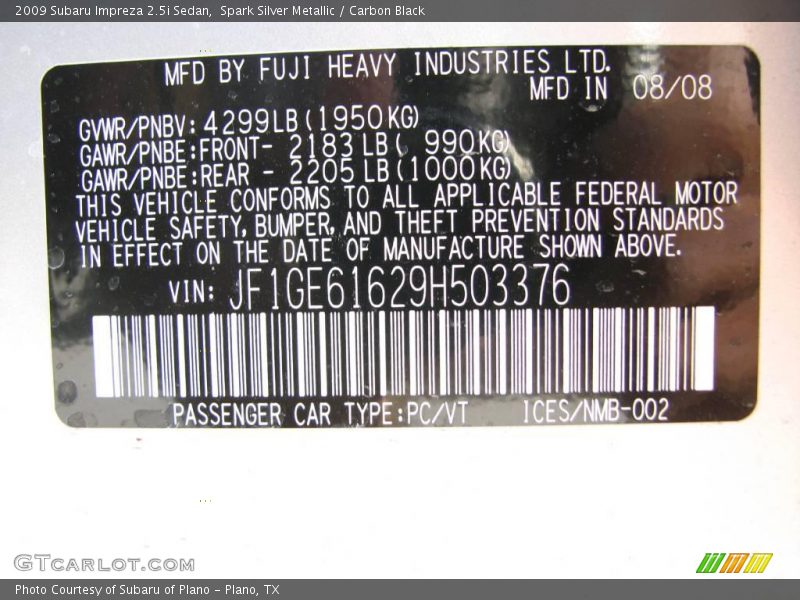 2009 Subaru Impreza 2.5i Sedan, Spark Silver Metallic / Carbon Black
MFD BY FUJI HEAVY INDUSTRIES LTD.
MFD IN 08/08
GVWR/PNBV: 4299LB (1950KG)
GAWR/PNBE:FRONT- 2183 LB ( 990KG)
GAWR/PNBE:REAR - 2205 LB (1000KG)
THIS VEHICLE CONFORMS TO ALL APPLICABLE FEDERAL MOTOR
VEHICLE SAFETY, BUMPER, AND THEFT PREVENTION STANDARDS
IN EFFECT ON THE DATE OF MANUFACTURE SHOWN ABOVE.
VIN: JF1GE61629H503376
PASSENGER CAR TYPE:PC/VT ICES/NMB-002
GTCARLOT.COM
Photo Courtesy of Subaru of Plano - Plano, TX